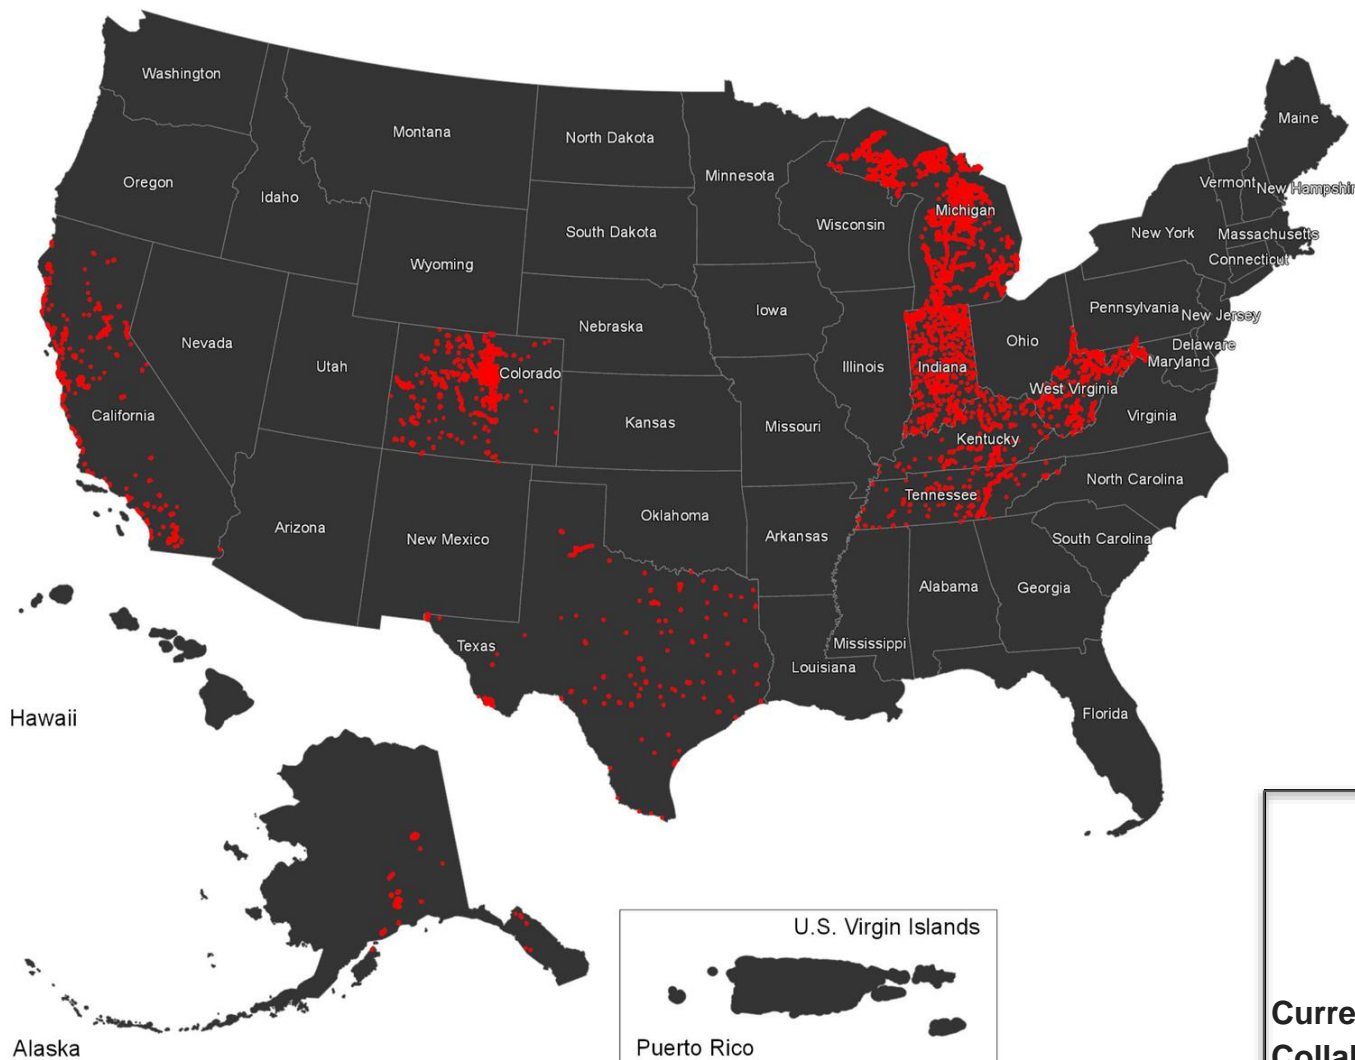 Washington
Montana
North Dakota
Minnesota
Maine
Oregon
Idaho
Vermont
New Hampshir
Wisconsin
Michigan
South Dakota
New York
Massachusetts
Connecticut
Wyoming
Iowa
Pennsylvania
New Jersey
Nebraska
Nevada
Ohio
Delaware
Maryland
Utah
Colorado
Illinois
Indiana
West Virginia
California
Kansas
Missouri
Virginia
Kentucky
North Carolina
Tennessee
Arizona
New Mexico
Oklahoma
Arkansas
South Carolina
Alabama
Georgia
Texas
Mississippi
Louisiana
Florida
Hawaii
U.S. Virgin Islands
Puerto Rico
Alaska
Curre
Collal